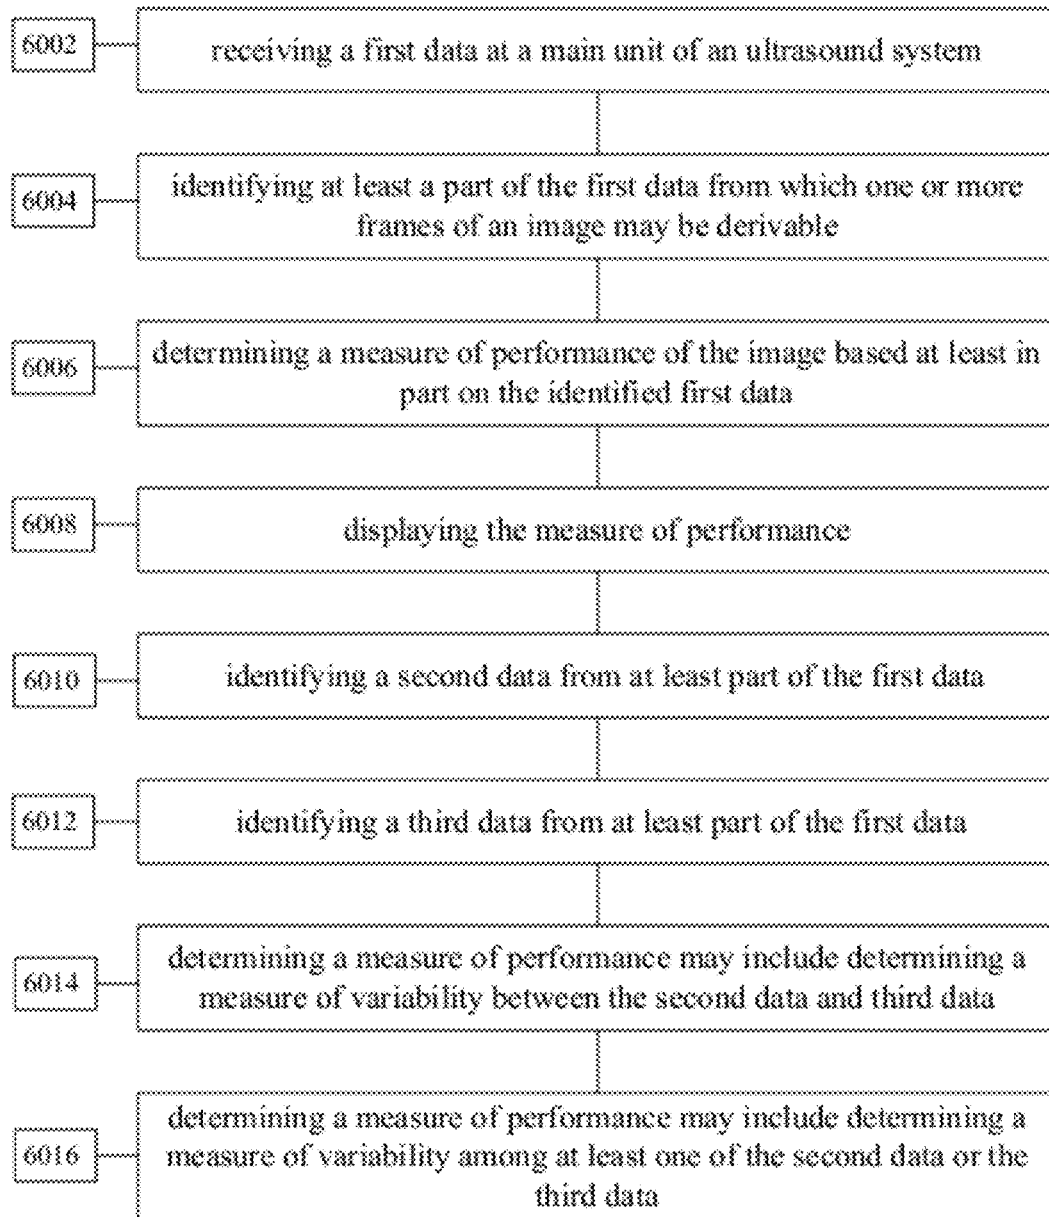 6002
receiving a first data at a main unit of an ultrasound system
6004
identifying at least a part of the first data from which one or more
frames of an image may be derivable
6006
determining a measure of performance of the image based at least in
part on the identified first data
6008
displaying the measure of performance
6010
identifying a second data from at least part of the first data
6012
identifying a third data from at least part of the first data
6014
determining a measure of performance may include determining a
measure of variability between the second data and third data
6016
determining a measure of performance may include determining a
measure of variability among at least one of the second data or the
third data